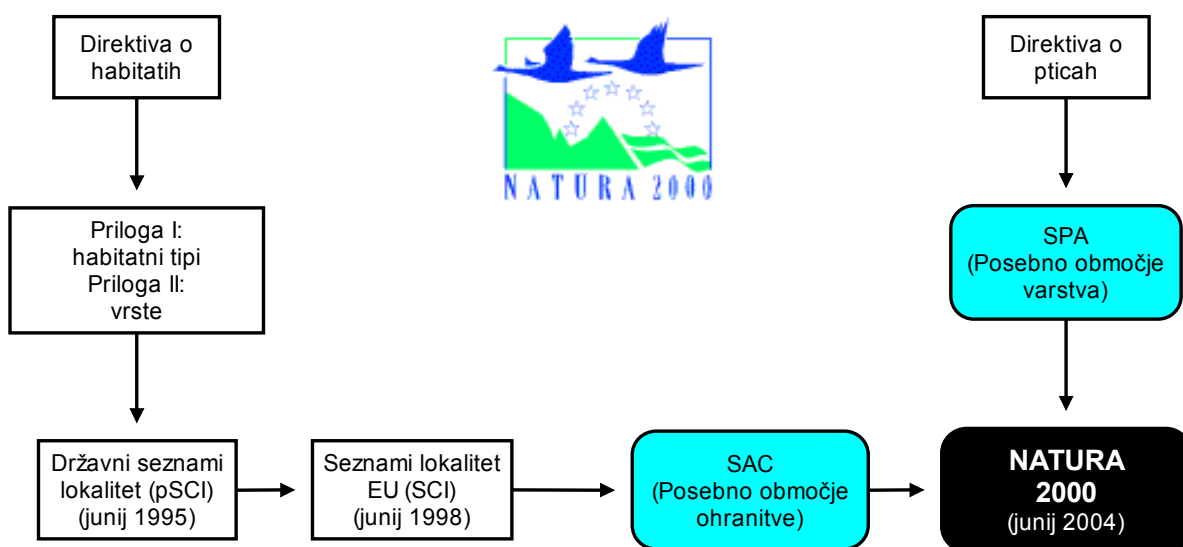 Direktiva o
habitatih
Direktiva o
pticah
NATURA 2000
Priloga I:
habitatni tipi
Priloga II:
vrste
SPA
(Posebno območje
varstva)
Državni seznami
lokalitet (pSCI)
(junij 1995)
Seznami lokalitet
EU (SCI)
(junij 1998)
SAC
(Posebno območje
ohranitve)
NATURA
2000
(junij 2004)